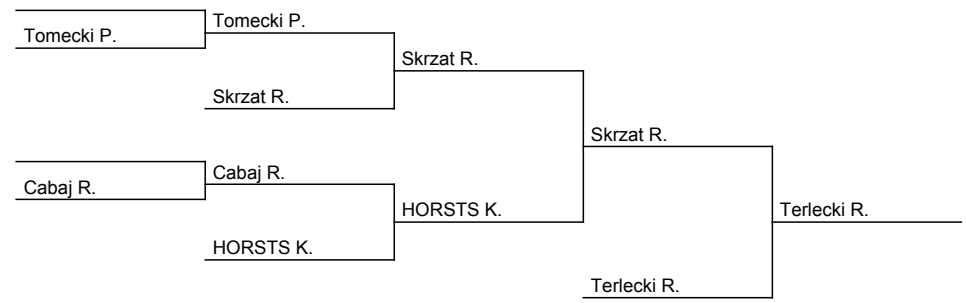 Tomecki P.
Tomecki P.
Skrzat R.
Skrzat R.
Skrzat R.
Cabaj R.
Cabaj R.
HORSTS K.
Terlecki R.
HORSTS K.
Terlecki R.